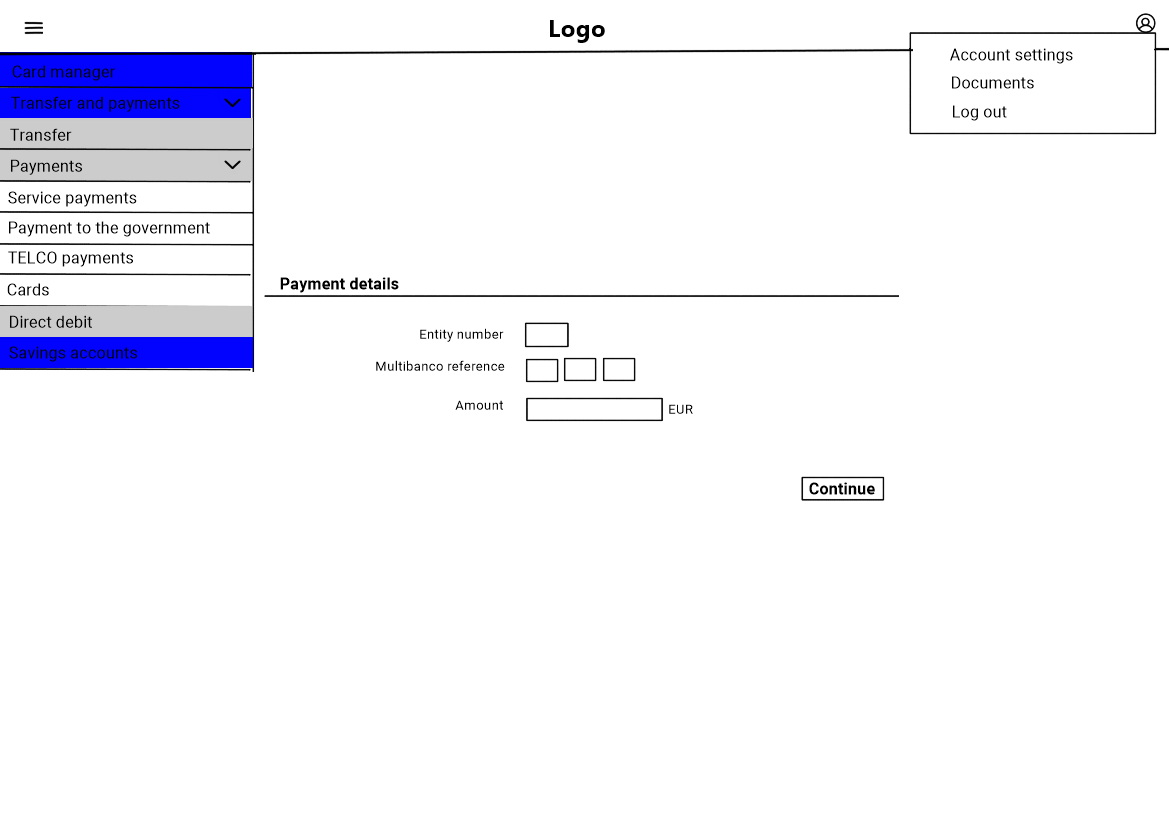 Logo
Account settings
Documents
Log out
Card manager
Transfer and payments
Transfer
Payments
Service payments
Payment to the government
TELCO payments
Cards
Direct debit
Savings accounts
Payment details
Entity number
Multibanco reference
Amount
EUR
Continue